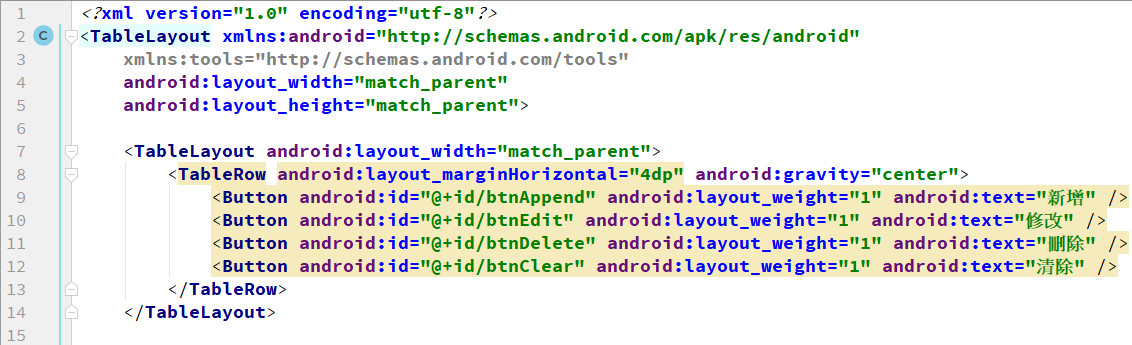 1 <?xml version="1.0" encoding="utf-8"?>
2 C <TableLayout xmlns:android="http://schemas.android.com/apk/res/android"
3 xmlns:tools="http://schemas.android.com/tools"
4 android:layout_width="match_parent"
5 android:layout_height="match_parent">
6
7 <TableLayout android:layout_width="match_parent">
8 <TableRow android:layout_marginHorizontal="4dp" android:gravity="center">
9 <Button android:id="@+id/btnAppend" android:layout_weight="1" android:text="新增" />
10 <Button android:id="@+id/btnEdit" android:layout_weight="1" android:text="修改" />
11 <Button android:id="@+id/btnDelete" android:layout_weight="1" android:text="刪除" />
12 <Button android:id="@+id/btnClear" android:layout_weight="1" android:text="清除" />
13 </TableRow>
14 </TableLayout>
15